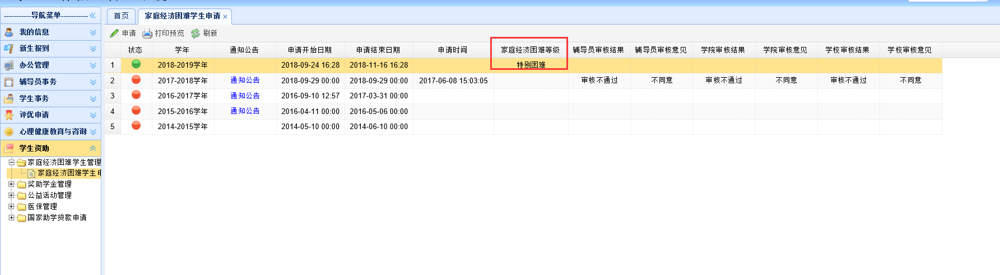 -----------导航菜单-----------
首页 家庭经济困难学生申请
我的信息
新生报到
办公管理
辅导员事务
学生事务
评优申请
心理健康教育与咨询
学生资助
家庭经济困难学生管理
家庭经济困难学生
奖助学金管理
公益活动管理
医保管理
国家助学贷款申请
申请 打印预览 刷新
状态 学年 通知公告 申请开始日期 申请结束日期 申请时间 家庭经济困难等级 辅导员审核结果 辅导员审核意见 学院审核结果 学院审核意见 学校审核结果 学校审核意见
1 2018-2019学年 2018-09-24 16:28 2018-11-16 16:28 特别困难
2 2017-2018学年 通知公告 2018-09-29 00:00 2018-09-29 00:00 2017-06-08 15:03:05 审核不通过 不同意 审核不通过 不同意 审核不通过 不同意
3 2016-2017学年 通知公告 2016-09-10 12:57 2017-03-31 00:00
4 2015-2016学年 通知公告 2016-04-11 00:00 2016-05-06 00:00
5 2014-2015学年 2014-05-10 00:00 2014-06-10 00:00